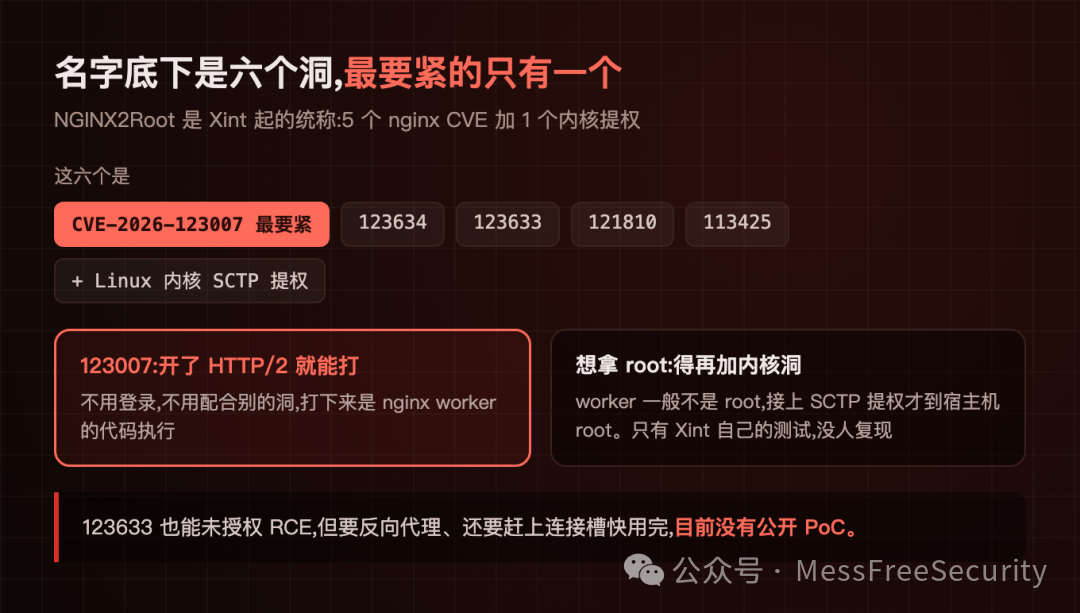 名字底下是六个洞,最要紧的只有一个
NGINX2Root 是 Xint 起的统称:5 个 nginx CVE 加 1 个内核提权
这六个是
CVE-2026-123007 最要紧
123634
123633
121810
113425
+ Linux 内核 SCTP 提权
123007:开了 HTTP/2 就能打
不用登录,不用配合别的洞,打下来是 nginx worker
的代码执行
想拿 root:得再加内核洞
worker 一般不是 root,接上 SCTP 提权才到宿主机
root。只有 Xint 自己的测试,没人复现
123633 也能未授权 RCE,但要反向代理、还要赶上连接槽快用完,目前没有公开 PoC。
公众号 · MessFreeSecurity